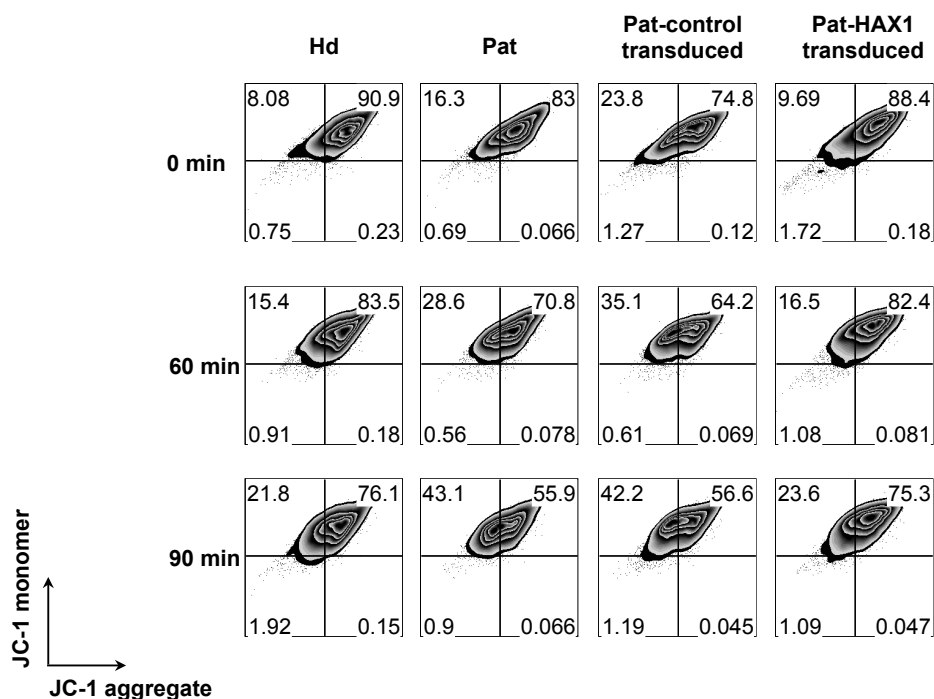 Hd Pat Pat-control transduced Pat-HAX1 transduced
8.08 90.9 16.3 83 23.8 74.8 9.69 88.4
0 min
0.75 0.23 0.69 0.066 1.27 0.12 1.72 0.18
15.4 83.5 28.6 70.8 35.1 64.2 16.5 82.4
60 min
0.91 0.18 0.56 0.078 0.61 0.069 1.08 0.081
21.8 76.1 43.1 55.9 42.2 56.6 23.6 75.3
90 min
1.92 0.15 0.9 0.066 1.19 0.045 1.09 0.047
JC-1 monomer
JC-1 aggregate